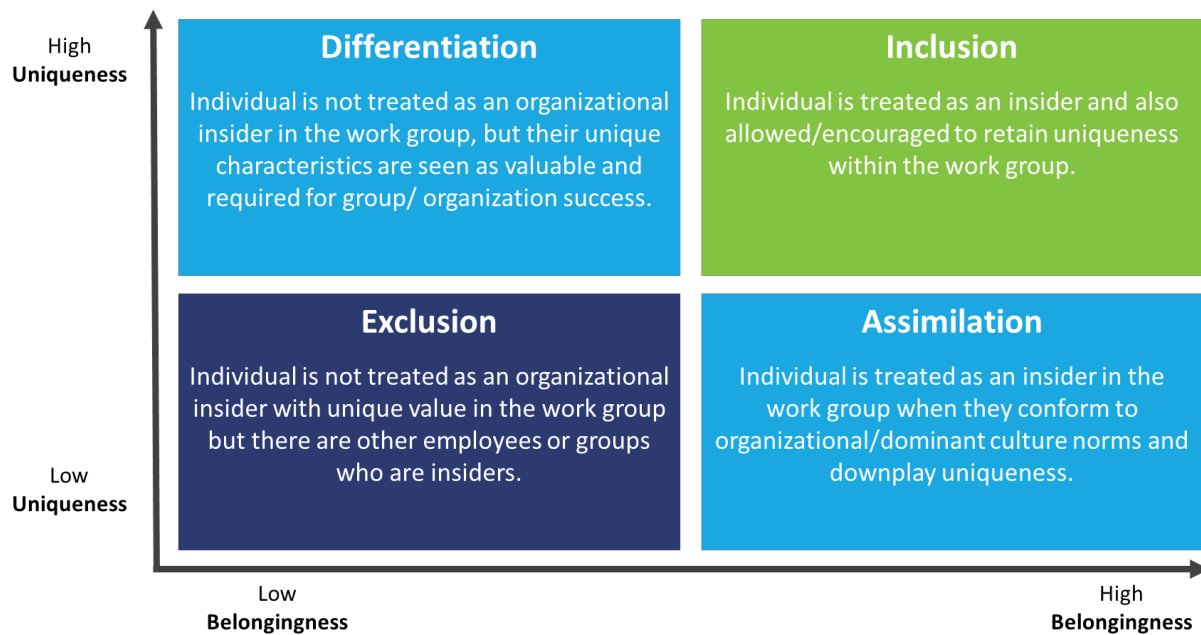 High
Uniqueness
Differentiation
Individual is not treated as an organizational
insider in the work group, but their unique
characteristics are seen as valuable and
required for group/ organization success.
Inclusion
Individual is treated as an insider and also
allowed/encouraged to retain uniqueness
within the work group.
Low
Uniqueness
Exclusion
Individual is not treated as an organizational
insider with unique value in the work group
but there are other employees or groups
who are insiders.
Assimilation
Individual is treated as an insider in the
work group when they conform to
organizational/dominant culture norms and
downplay uniqueness.
Low
Belongingness
High
Belongingness